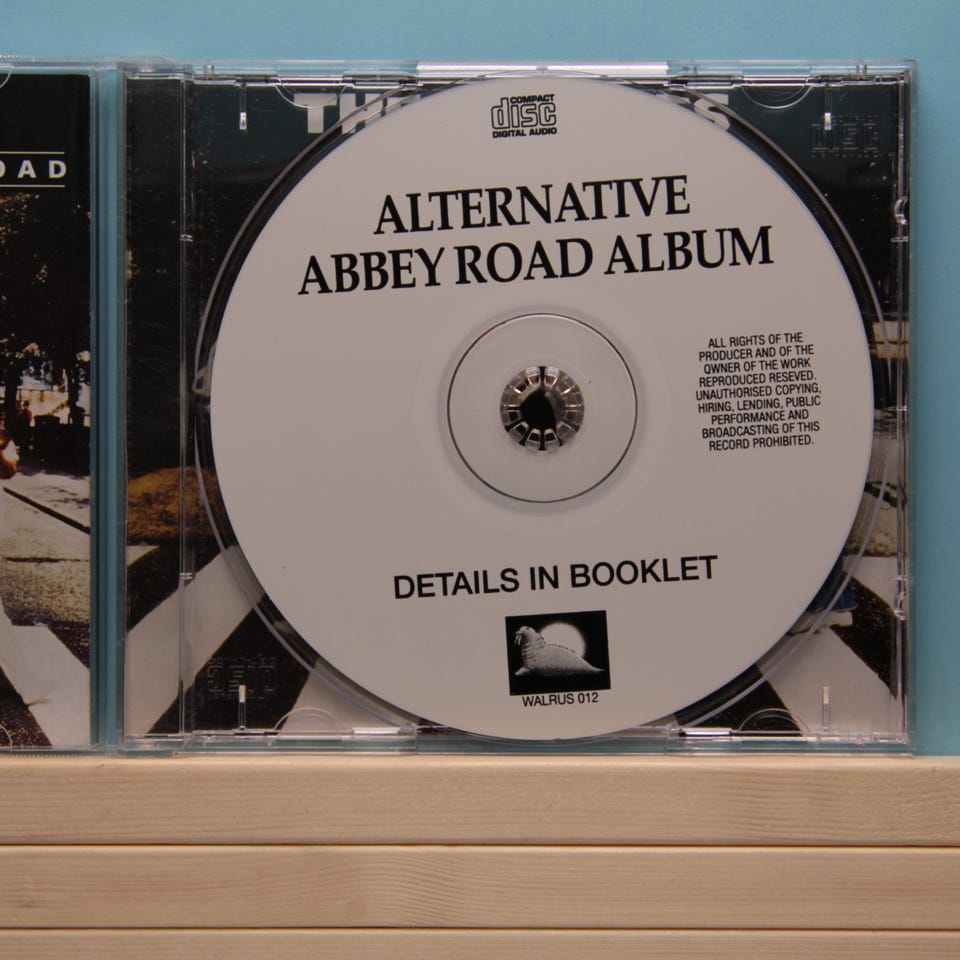 OAD
TH
S
COMPACT
disc
DIGITAL AUDIO
ALTERNATIVE
ABBEY ROAD ALBUM
ALL RIGHTS OF THE
PRODUCER AND OF THE
QWNER OF THE WORK
REPRODUCED RESEVED.
UNAUTHORISED COPYING,
HIRING, LENDING, PUBLIC
PERFORMANCE AND
BROADCASTING OF THIS
RECORD PROHIBITED.
DETAILS IN BOOKLET
WALRUS 012